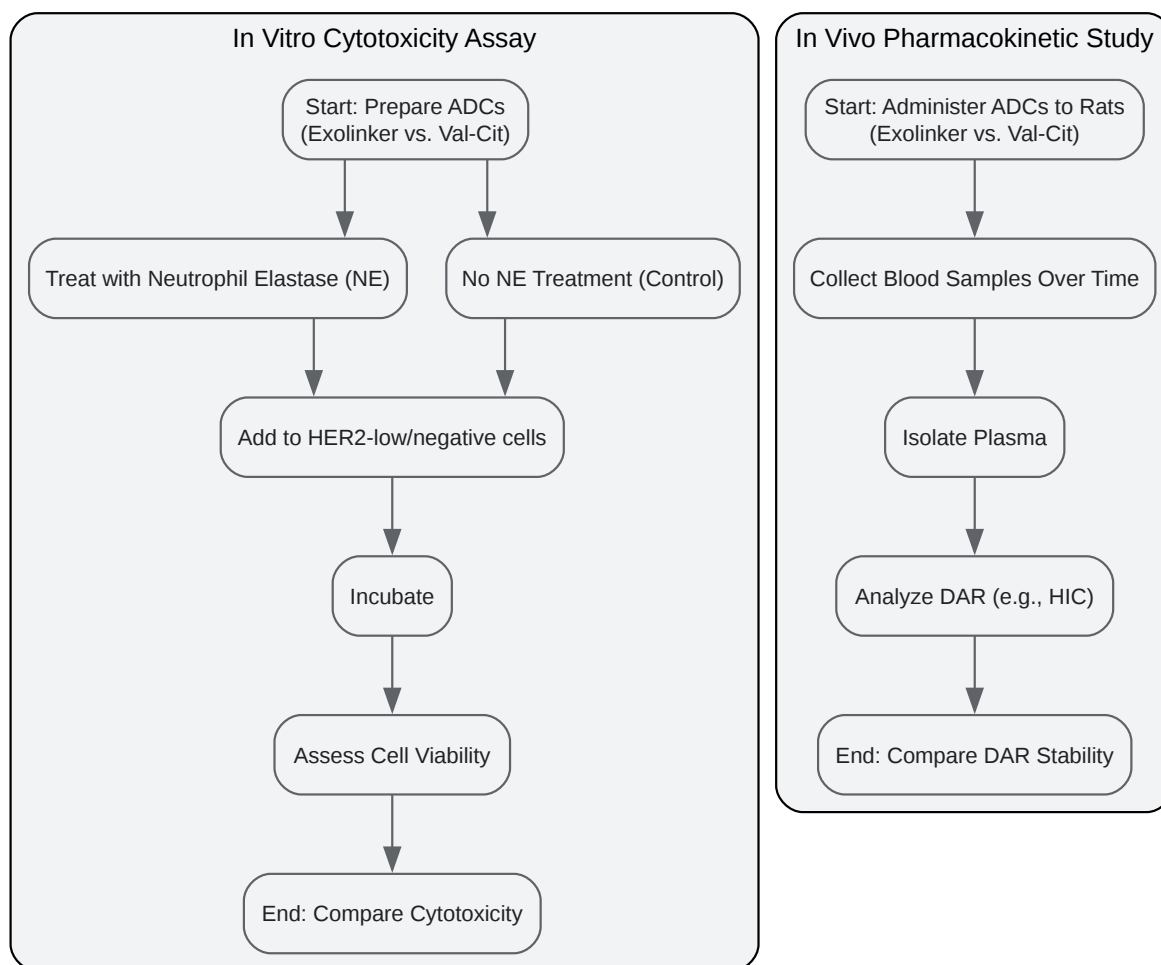 In Vitro Cytotoxicity Assay
Start: Prepare ADCs
(Exolinker vs. Val-Cit)
Treat with Neutrophil Elastase (NE)
No NE Treatment (Control)
Add to HER2-low/negative cells
Incubate
Assess Cell Viability
End: Compare Cytotoxicity
In Vivo Pharmacokinetic Study
Start: Administer ADCs to Rats
(Exolinker vs. Val-Cit)
Collect Blood Samples Over Time
Isolate Plasma
Analyze DAR (e.g., HIC)
End: Compare DAR Stability